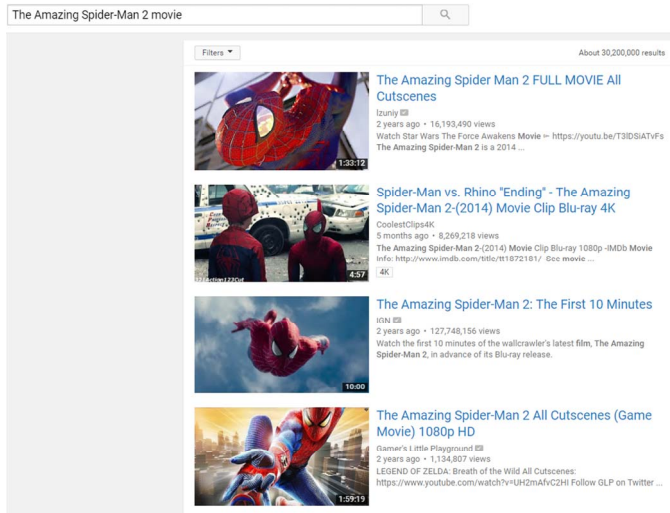 The Amazing Spider-Man 2 movie
Filters
About 30,200,000 results
The Amazing Spider Man 2 FULL MOVIE All
Cutscenes
Izuniy
2 years ago • 16,193,490 views
Watch Star Wars The Force Awakens Movie ► https://youtu.be/T3lDSiATvFs
The Amazing Spider-Man 2 is a 2014 ...
1:33:12
Spider-Man vs. Rhino "Ending" - The Amazing
Spider-Man 2-(2014) Movie Clip Blu-ray 4K
CoolestClips4K
5 months ago • 8,269,218 views
The Amazing Spider-Man 2-(2014) Movie Clip Blu-ray 1080p -IMDb Movie
Info: http://www.imdb.com/title/tt1872181/ See movie ...
4K
4:57
The Amazing Spider-Man 2: The First 10 Minutes
IGN
2 years ago • 127,748,156 views
Watch the first 10 minutes of the wallcrawler's latest film, The Amazing
Spider-Man 2, in advance of its Blu-ray release.
10:00
The Amazing Spider-Man 2 All Cutscenes (Game
Movie) 1080p HD
Gamer's Little Playground
2 years ago • 1,134,807 views
LEGEND OF ZELDA: Breath of the Wild All Cutscenes:
https://www.youtube.com/watch?v=UH2mAfvC2HI Follow GLP on Twitter ...
1:59:19